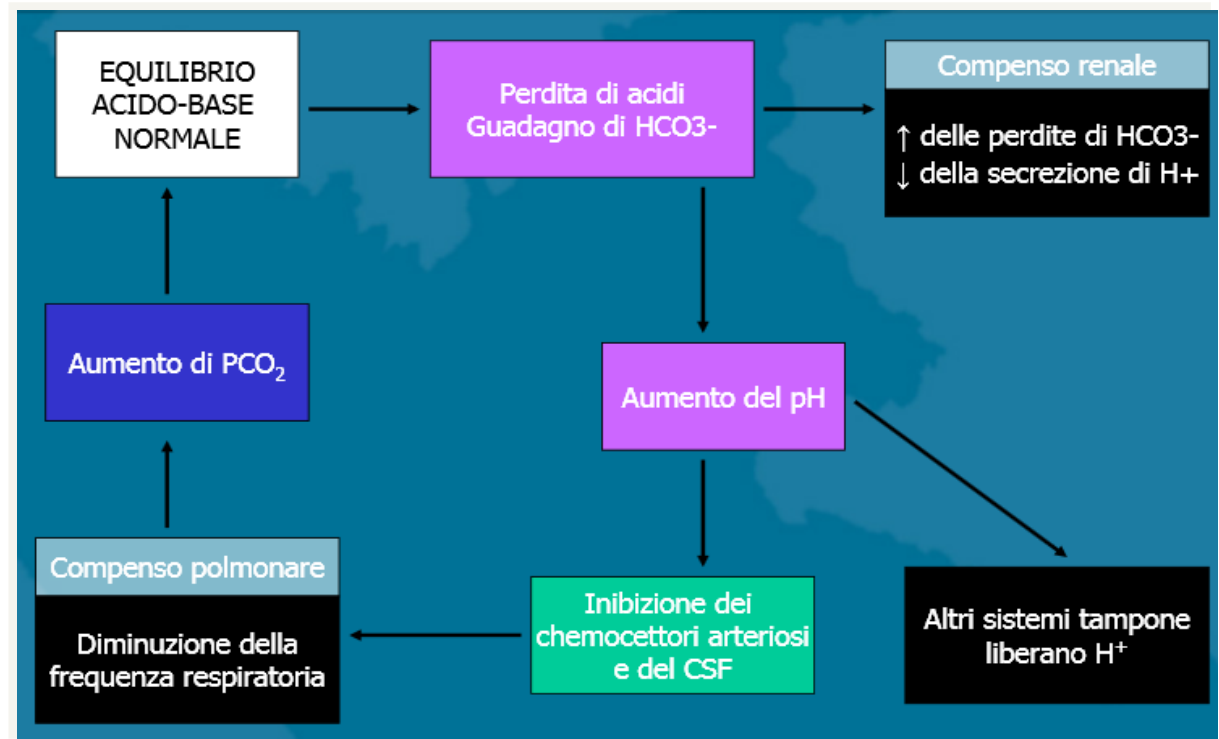 EQUILIBRIO
ACIDO-BASE
NORMALE
Perdita di acidi
Guadagno di HCO3-
Compenso renale
↑ delle perdite di HCO3-
↓ della secrezione di H+
Aumento di PCO₂
Aumento del pH
Compenso polmonare
Diminuzione della
frequenza respiratoria
Inibizione dei
chemocettori arteriosi
e del CSF
Altri sistemi tampone
liberano H⁺